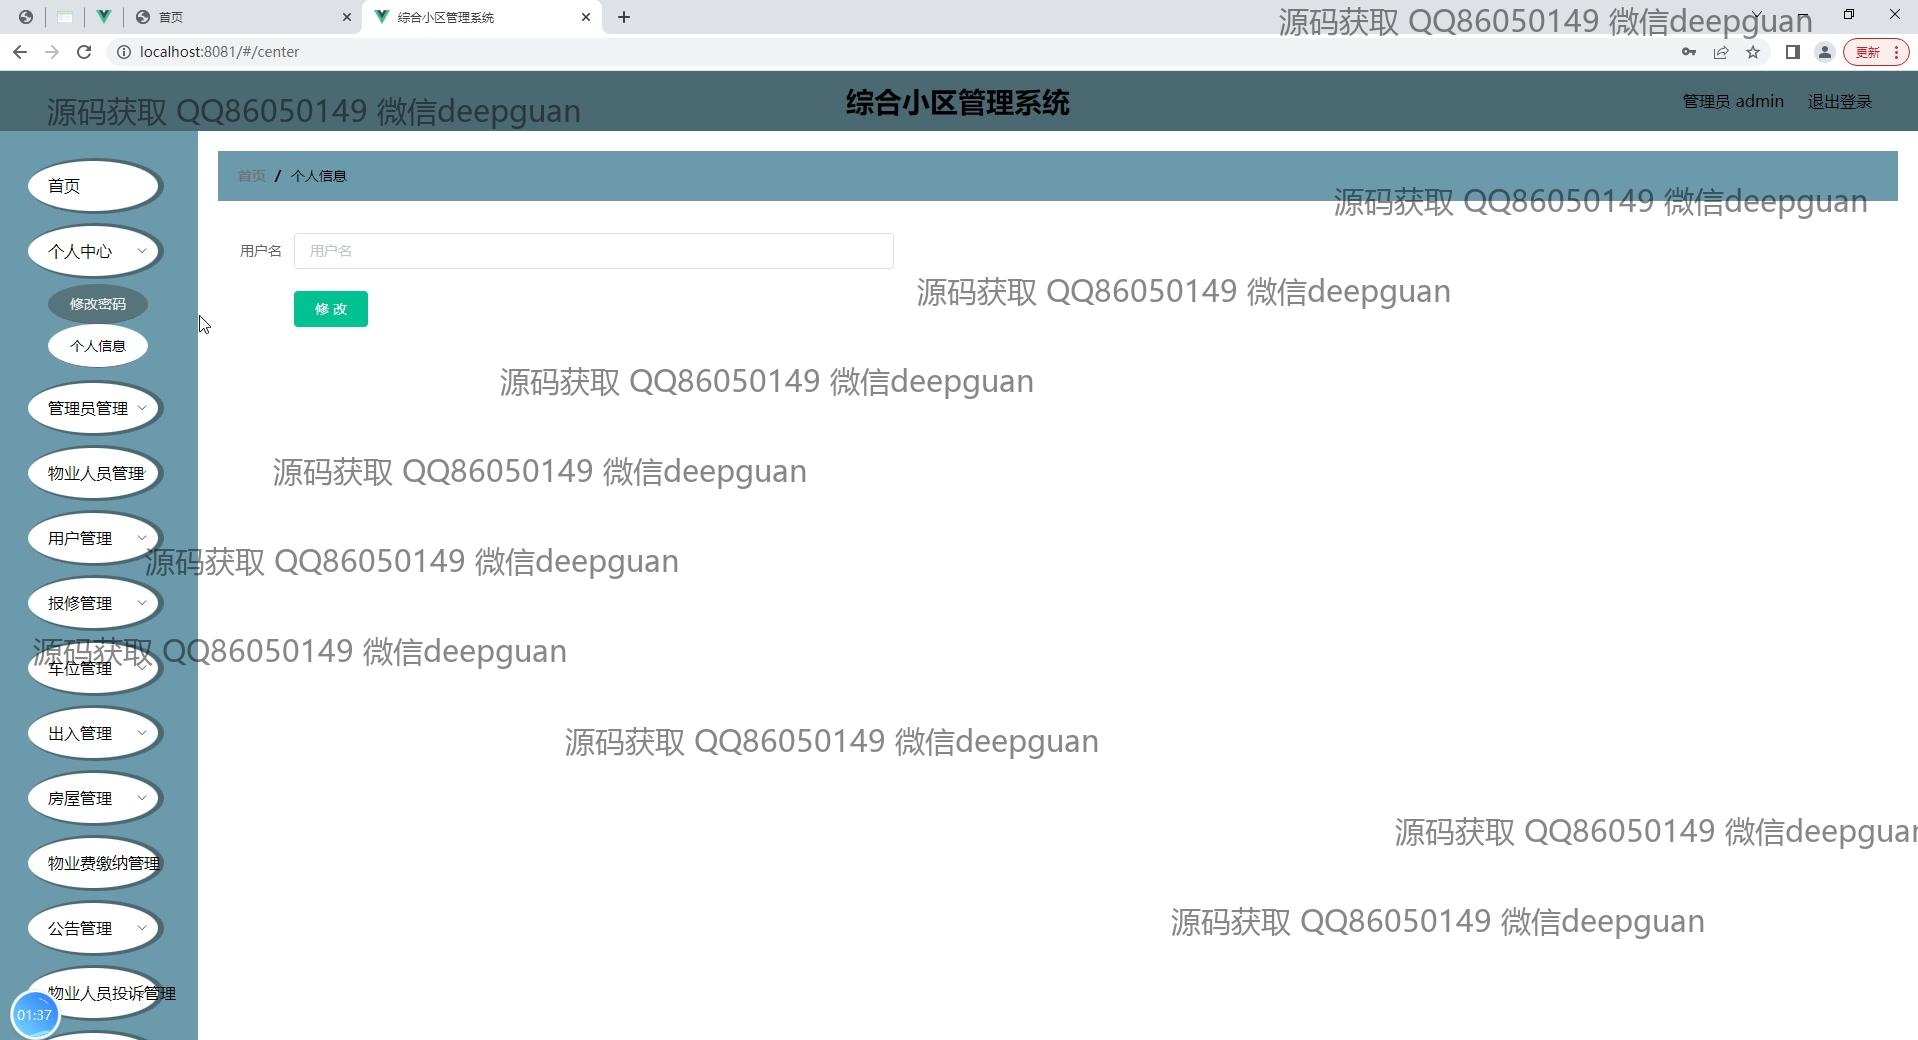 首页
综合小区管理系统
源码获取 QQ86050149 微信deepguan
localhost:8081/#/center
更新
源码获取 QQ86050149 微信deepguan
综合小区管理系统
管理员 admin
退出登录
首页 / 个人信息
源码获取 QQ86050149 微信deepguan
首页
个人中心
修改密码
个人信息
管理员管理
物业人员管理
用户管理
报修管理
车位管理
出入管理
房屋管理
物业费缴纳管理
公告管理
物业人员投诉管理
01:37
用户名
用户名
修 改
源码获取 QQ86050149 微信deepguan
源码获取 QQ86050149 微信deepguan
源码获取 QQ86050149 微信deepguan
源码获取 QQ86050149 微信deepguan
源码获取 QQ86050149 微信deepguan
源码获取 QQ86050149 微信deepguan
源码获取 QQ86050149 微信deepguan
源码获取 QQ86050149 微信deepguan